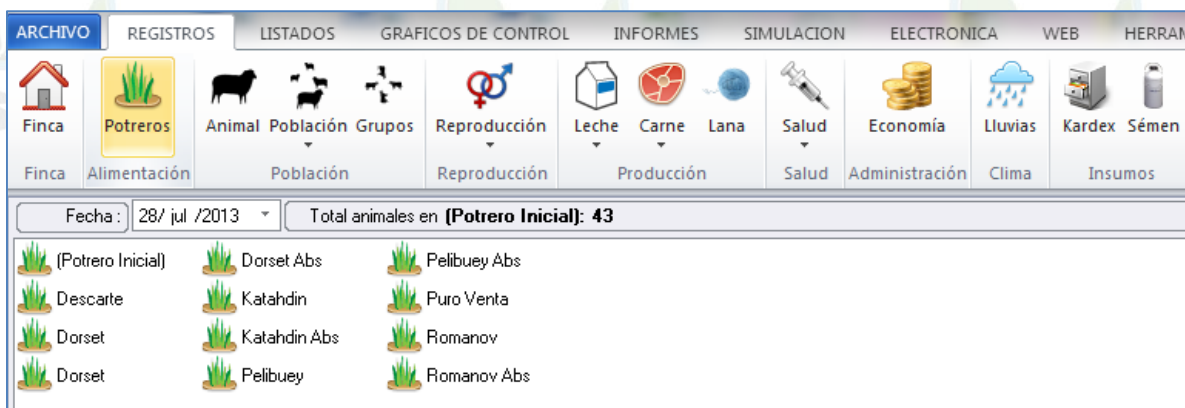 ARCHIVO REGISTROS LISTADOS GRAFICOS DE CONTROL INFORMES SIMULACION ELECTRONICA WEB HERRAM
Finca Potreros Animal Población Grupos Reproducción Leche Carne Lana Salud Economía Lluvias Kardex Sémen
Finca Alimentación Población Reproducción Producción Salud Administración Clima Insumos
Fecha : 28/ jul /2013 Total animales en (Potrero Inicial): 43
(Potrero Inicial) Dorset Abs Pelibuey Abs
Descarte Katahdin Puro Venta
Dorset Katahdin Abs Romanov
Dorset Pelibuey Romanov Abs